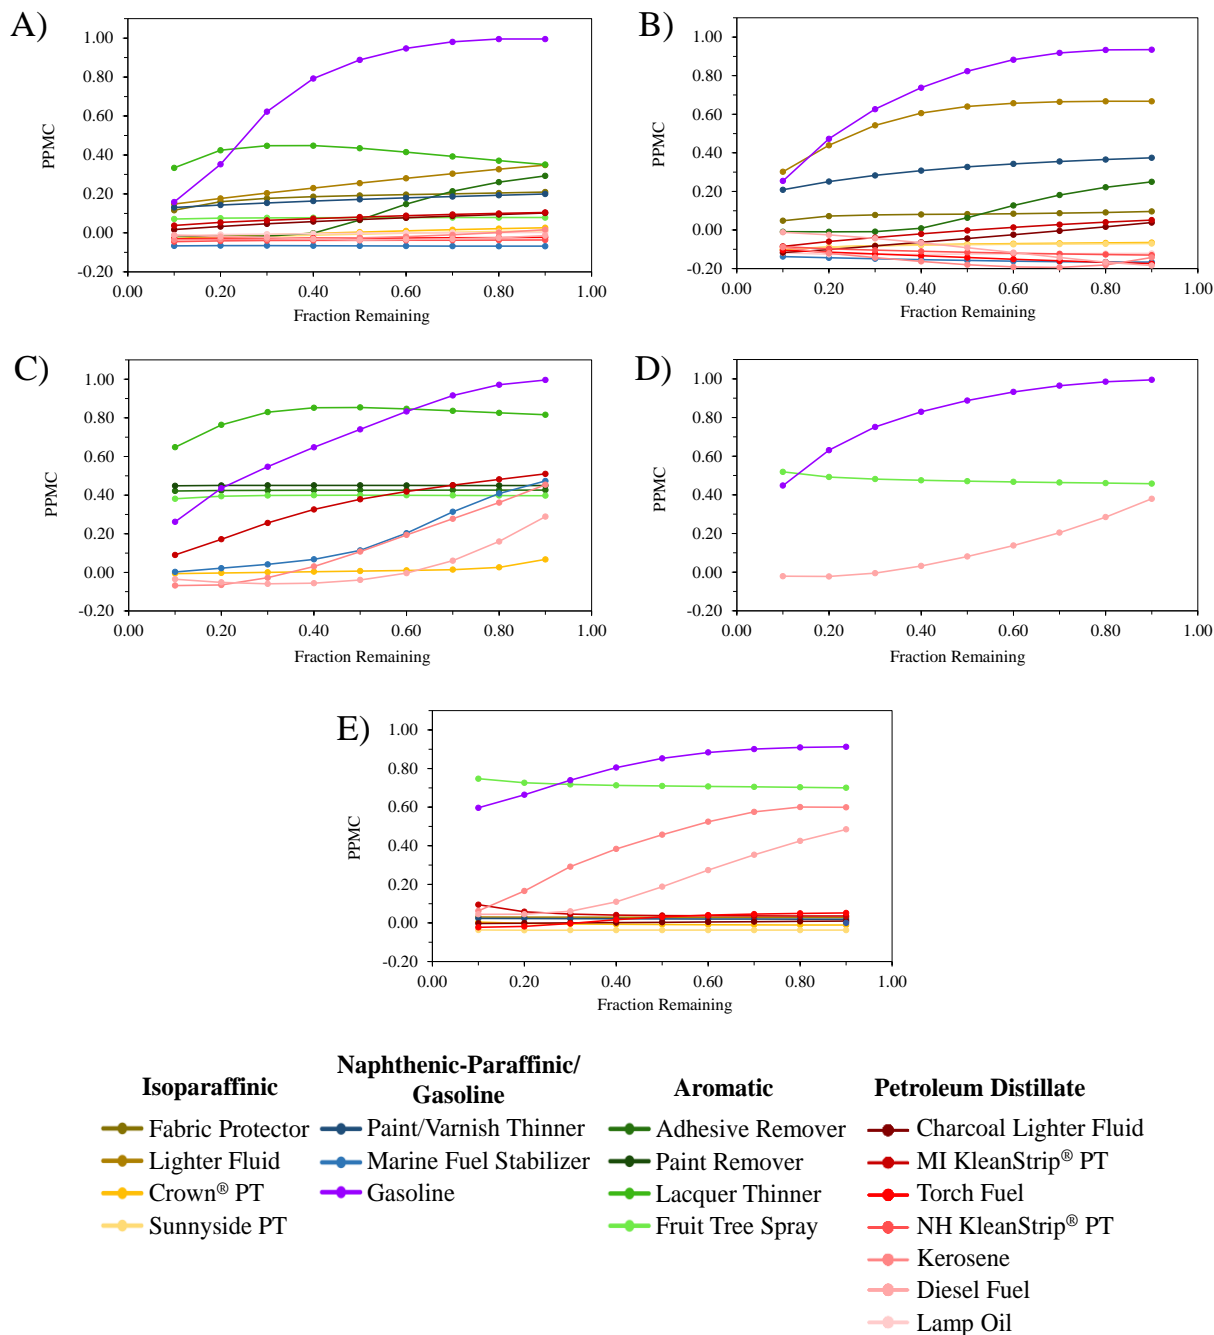 A)
1.00
0.80
0.60
0.40
0.20
0.00
-0.20
PPMC
0.00 0.20 0.40 0.60 0.80 1.00
Fraction Remaining
B)
1.00
0.80
0.60
0.40
0.20
0.00
-0.20
PPMC
0.00 0.20 0.40 0.60 0.80 1.00
Fraction Remaining
C)
1.00
0.80
0.60
0.40
0.20
0.00
-0.20
PPMC
0.00 0.20 0.40 0.60 0.80 1.00
Fraction Remaining
D)
1.00
0.80
0.60
0.40
0.20
0.00
-0.20
PPMC
0.00 0.20 0.40 0.60 0.80 1.00
Fraction Remaining
E)
1.00
0.80
0.60
0.40
0.20
0.00
-0.20
PPMC
0.00 0.20 0.40 0.60 0.80 1.00
Fraction Remaining
Isoparaffinic
Fabric Protector
Lighter Fluid
Crown® PT
Sunnyside PT
Naphthenic-Paraffinic/
Gasoline
Paint/Varnish Thinner
Marine Fuel Stabilizer
Gasoline
Aromatic
Adhesive Remover
Paint Remover
Lacquer Thinner
Fruit Tree Spray
Petroleum Distillate
Charcoal Lighter Fluid
MI KleanStrip® PT
Torch Fuel
NH KleanStrip® PT
Kerosene
Diesel Fuel
Lamp Oil